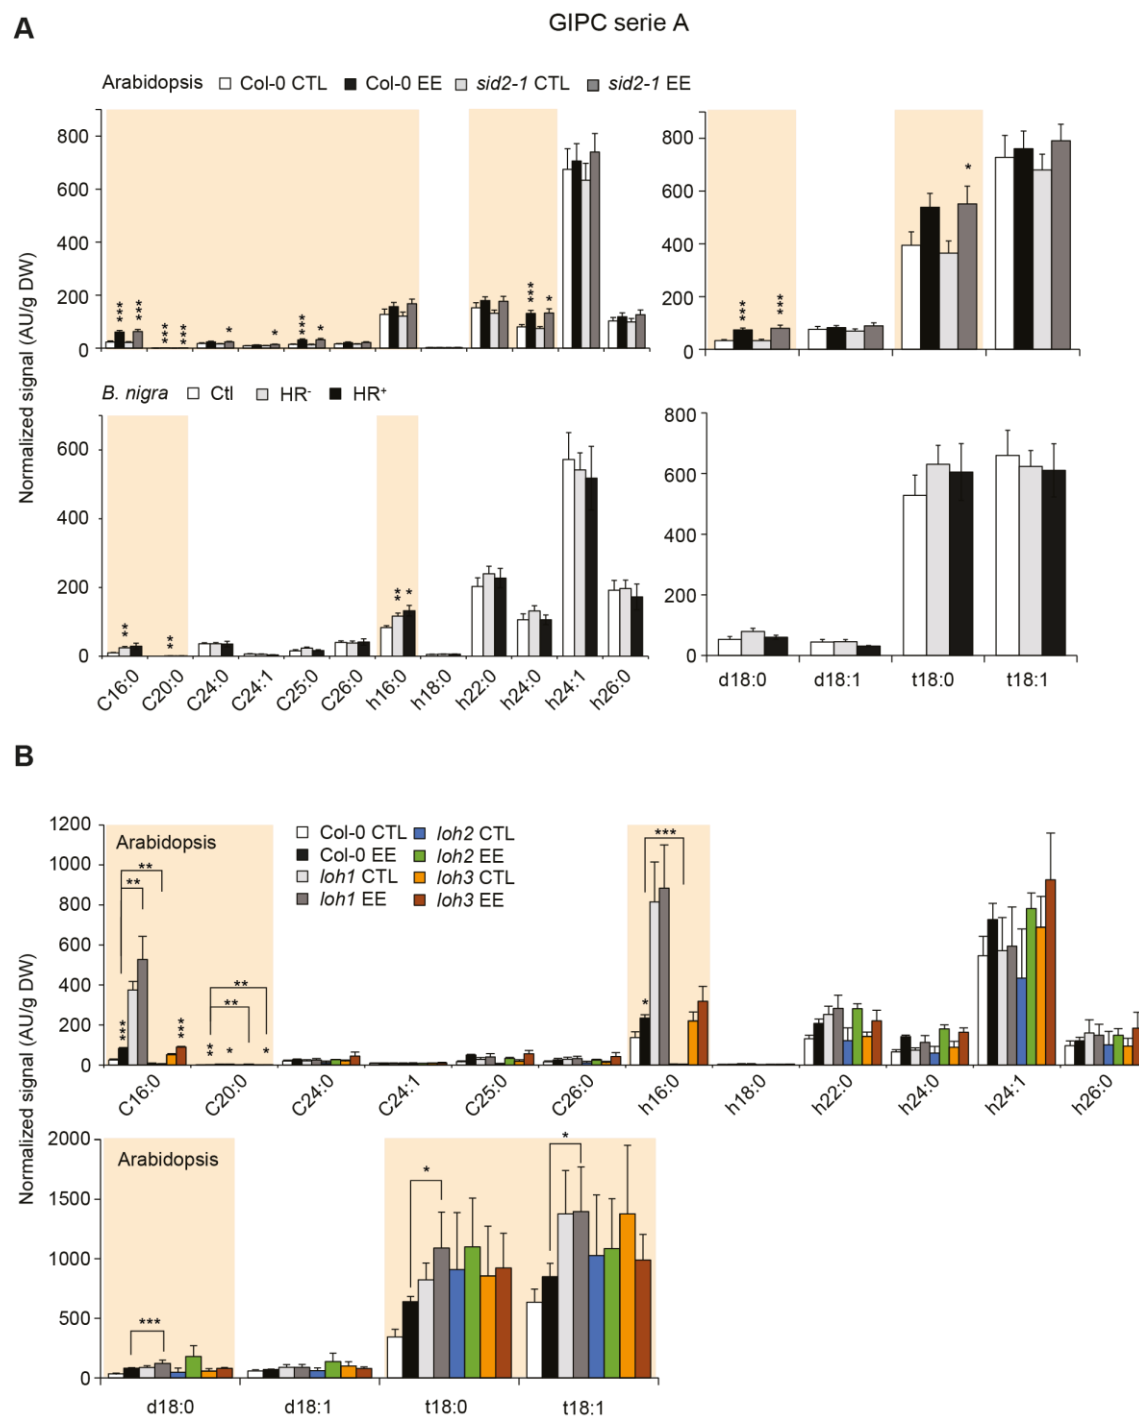 A
GIPC serie A
Arabidopsis Col-0 CTL Col-0 EE sid2-1 CTL sid2-1 EE
Normalized signal (AU/g DW)
800
600
400
200
0
*** *** *** *** * * *** * *** *
800
600
400
200
0
*** *** *
B. nigra Ctl HR- HR+
600
400
200
0
** ** ** *
C16:0 C20:0 C24:0 C24:1 C25:0 C26:0 h16:0 h18:0 h22:0 h24:0 h24:1 h26:0
800
600
400
200
0
d18:0 d18:1 t18:0 t18:1
B
Normalized signal (AU/g DW)
1200
1000
800
600
400
200
0
Arabidopsis
Col-0 CTL loh2 CTL
Col-0 EE loh2 EE
loh1 CTL loh3 CTL
loh1 EE loh3 EE
** ** *** *** ** ** ** * * *** *
C16:0 C20:0 C24:0 C24:1 C25:0 C26:0 h16:0 h18:0 h22:0 h24:0 h24:1 h26:0
2000
1500
1000
500
0
Arabidopsis
*** * *
d18:0 d18:1 t18:0 t18:1